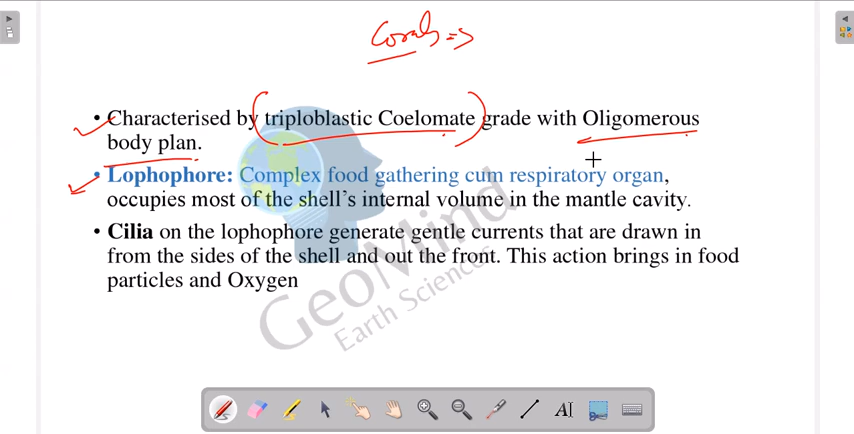 Corals =>
• Characterised by (triploblastic Coelomate) grade with Oligomerous
body plan.
• Lophophore: Complex food gathering cum respiratory organ,
occupies most of the shell's internal volume in the mantle cavity.
• Cilia on the lophophore generate gentle currents that are drawn in
from the sides of the shell and out the front. This action brings in food
particles and Oxygen
GeoMind
Earth Sciences
A